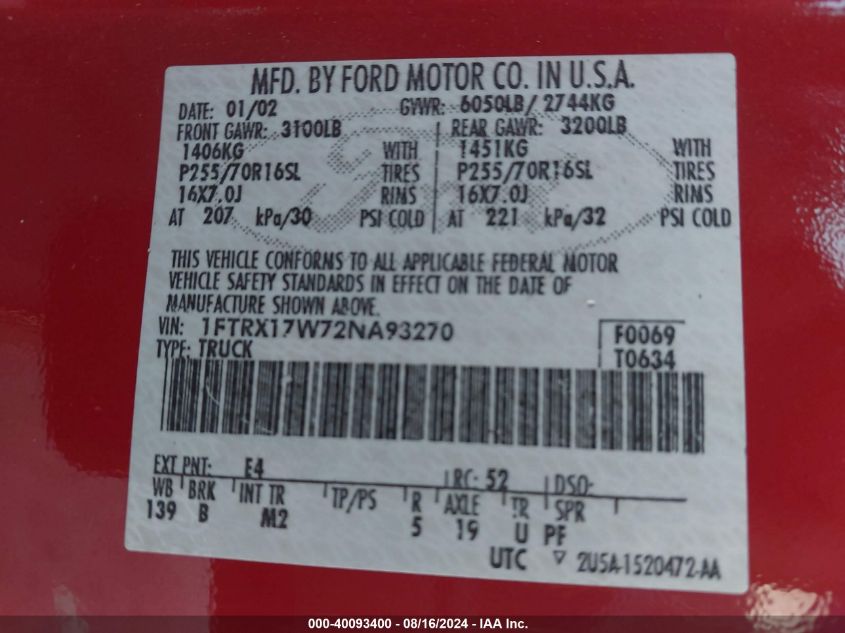 MFD. BY FORD MOTOR CO. IN U.S.A.
DATE: 01/02 GVWR: 6050LB/ 2744KG
FRONT GAWR: 3100LB REAR GAWR: 3200LB
1406KG WITH 1451KG WITH
P255/70R16SL TIRES P255/70R16SL TIRES
16X7.0J RIMS 16X7.0J RIMS
AT 207 kPa/30 PSI COLD AT 221 kPa/32 PSI COLD
THIS VEHICLE CONFORMS TO ALL APPLICABLE FEDERAL MOTOR
VEHICLE SAFETY STANDARDS IN EFFECT ON THE DATE OF
MANUFACTURE SHOWN ABOVE.
VIN: 1FTRX17W72NA93270 F0069
TYPE: TRUCK T0634
EXT PNT: E4 RC: 52 DSO:
WB BRK INT TR TP/PS R AXLE TR SPR
139 B M2 5 19 U PF
UTC ▽ 2U5A-1520472-AA
000-40093400 - 08/16/2024 - IAA Inc.